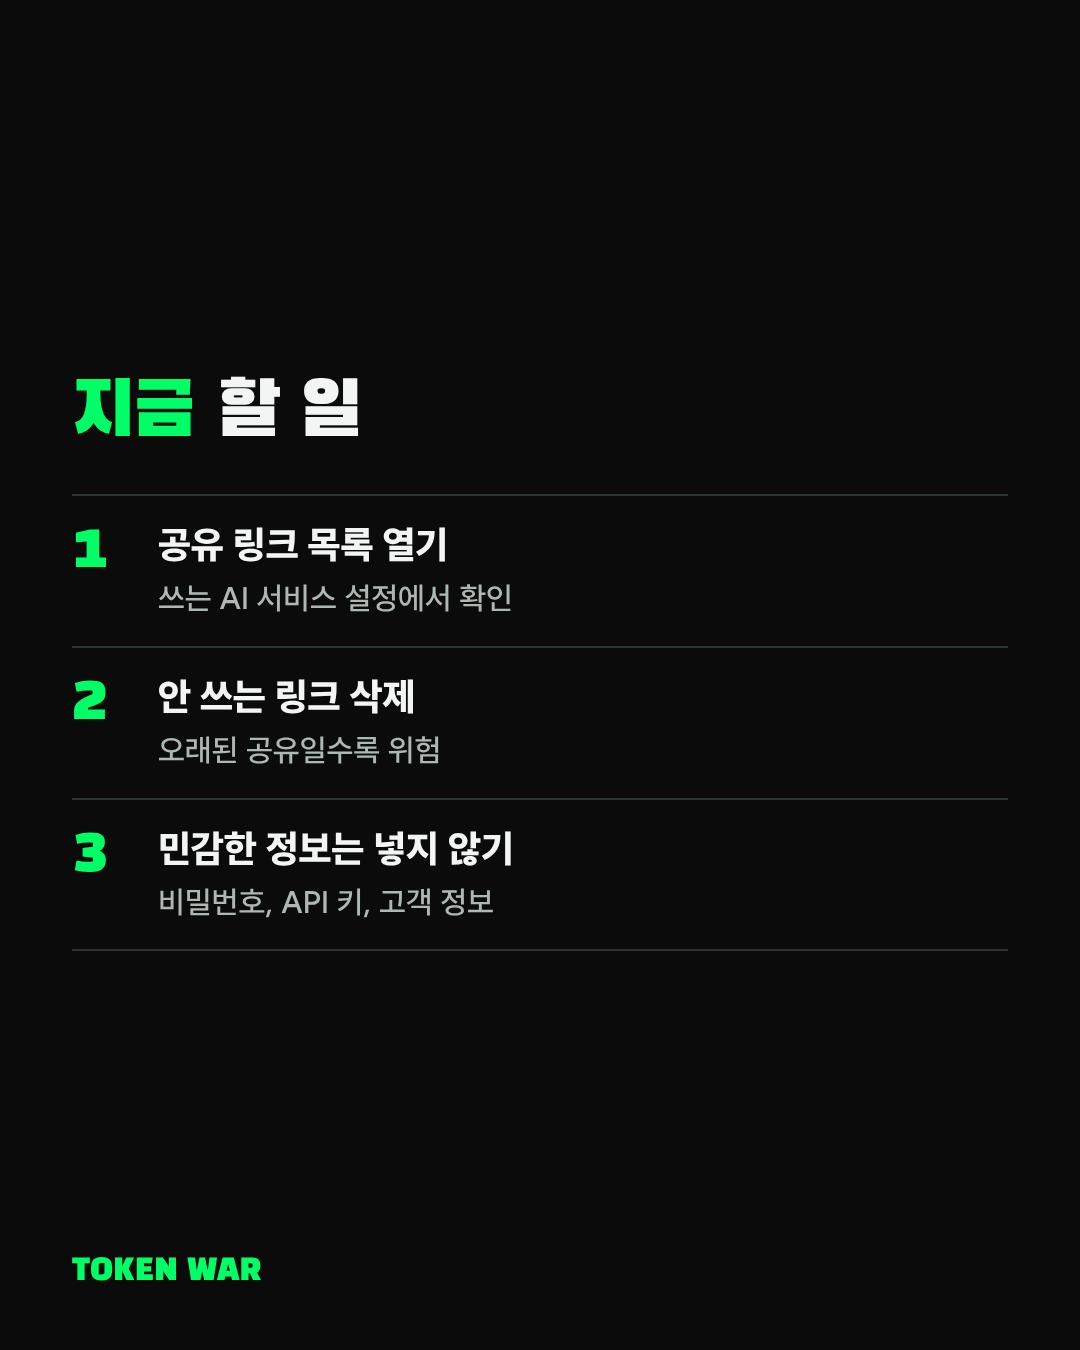 지금 할 일
1 공유 링크 목록 열기
쓰는 AI 서비스 설정에서 확인
2 안 쓰는 링크 삭제
오래된 공유일수록 위험
3 민감한 정보는 넣지 않기
비밀번호, API 키, 고객 정보
TOKEN WAR